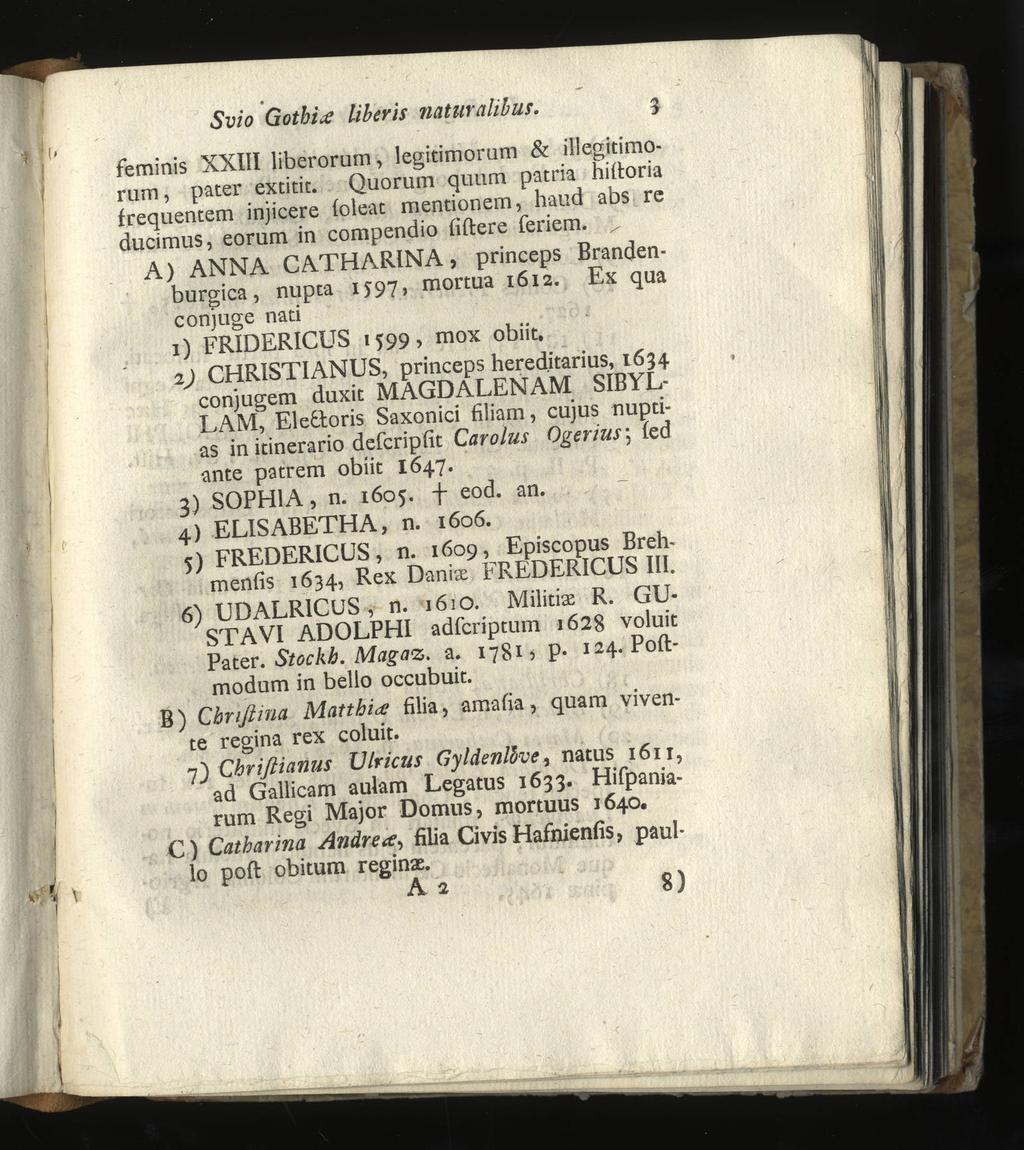 Svio Gothiæ liberis naturalibus. 3
feminis XXIII liberorum, legitimorum & illegitimo-
rum, pater extitit. Quorum quum patria hiſtoria
frequentem injicere ſoleat mentionem, haud abs re
ducimus, eorum in compendio ſiſtere ſeriem.
A) ANNA CATHARINA, princeps Branden-
burgica, nupta 1597, mortua 1612. Ex qua
conjuge nati
1) FRIDERICUS 1599, mox obiit.
2) CHRISTIANUS, princeps hereditarius, 1634
conjugem duxit MAGDALENAM SIBYL-
LAM, Electoris Saxonici filiam, cujus nupti-
as in itinerario deſcripſit Carolus Ogerius; ſed
ante patrem obiit 1647.
3) SOPHIA, n. 1605. † eod. an.
4) ELISABETHA, n. 1606.
5) FREDERICUS, n. 1609, Episcopus Breh-
menſis 1634, Rex Daniæ FREDERICUS III.
6) UDALRICUS, n. 1610. Militiæ R. GU-
STAVI ADOLPHI adſcriptum 1628 voluit
Pater. Stockh. Magaz. a. 1781, p. 124. Poſt-
modum in bello occubuit.
B) Chriſtina Matthiæ filia, amaſia, quam viven-
te regina rex coluit.
7) Chriſtianus Ulricus Gyldenlöve, natus 1611,
ad Gallicam aulam Legatus 1633. Hiſpania-
rum Regi Major Domus, mortuus 1640.
C) Catharina Andreæ, filia Civis Hafnienſis, paul-
lo poſt obitum reginæ.
A 2 8)